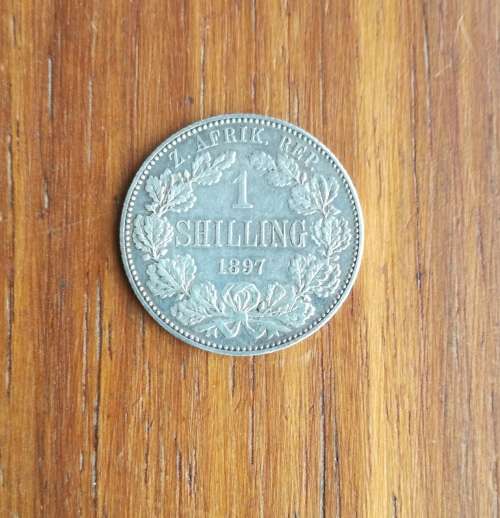 Z. AFRIK. REP.
1
SHILLING
1897